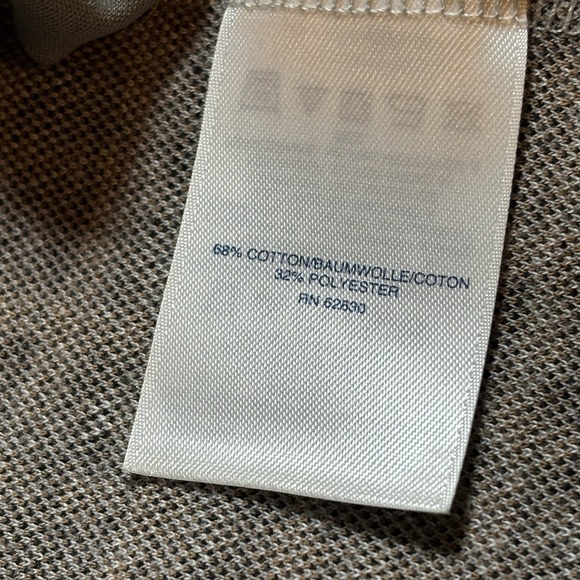 68% COTTON/BAUMWOLLE/COTON
32% POLYESTER
RN 62830